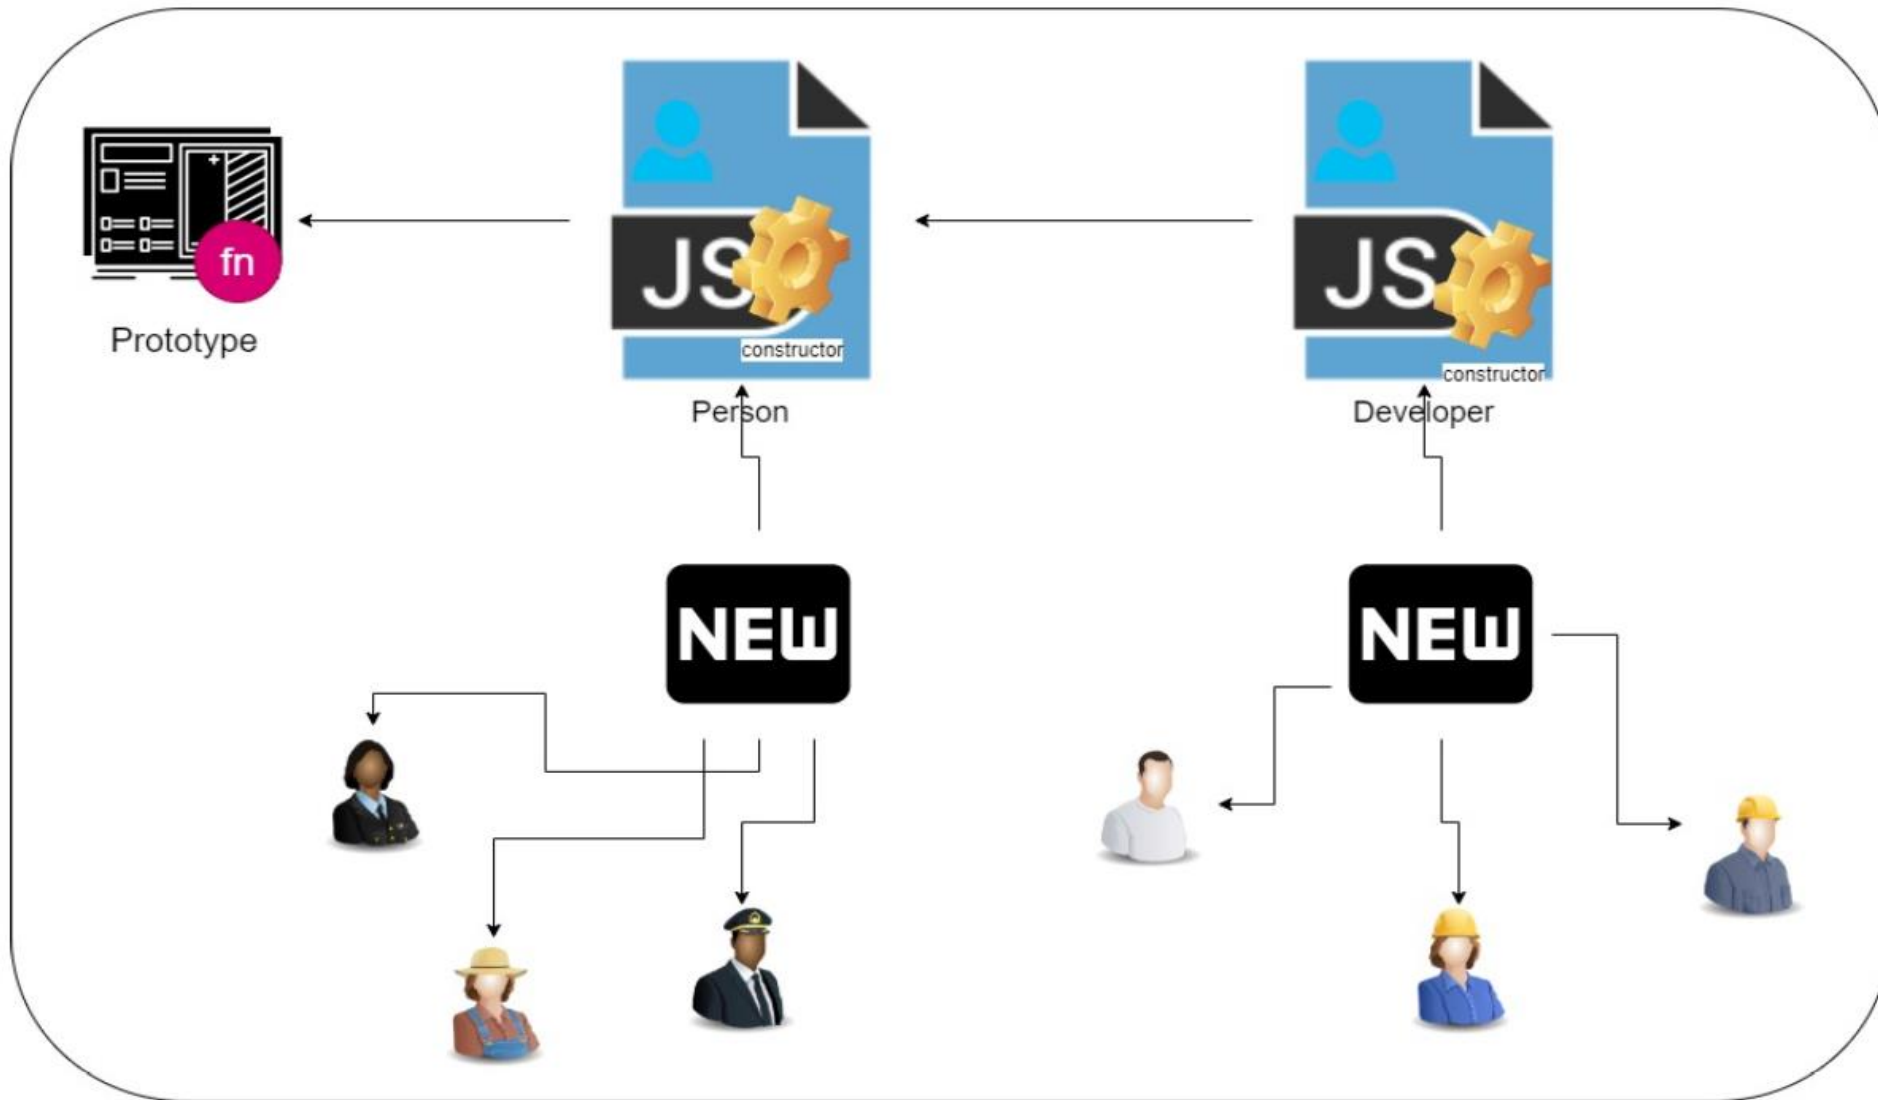 fn
Prototype
JS
constructor
Person
JS
constructor
Developer
NEW
NEW